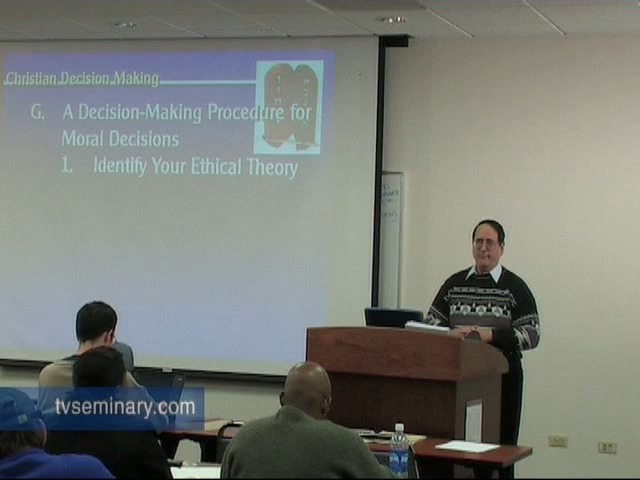 Christian Decision Making
G. A Decision-Making Procedure for
Moral Decisions
1. Identify Your Ethical Theory
tvseminary.com